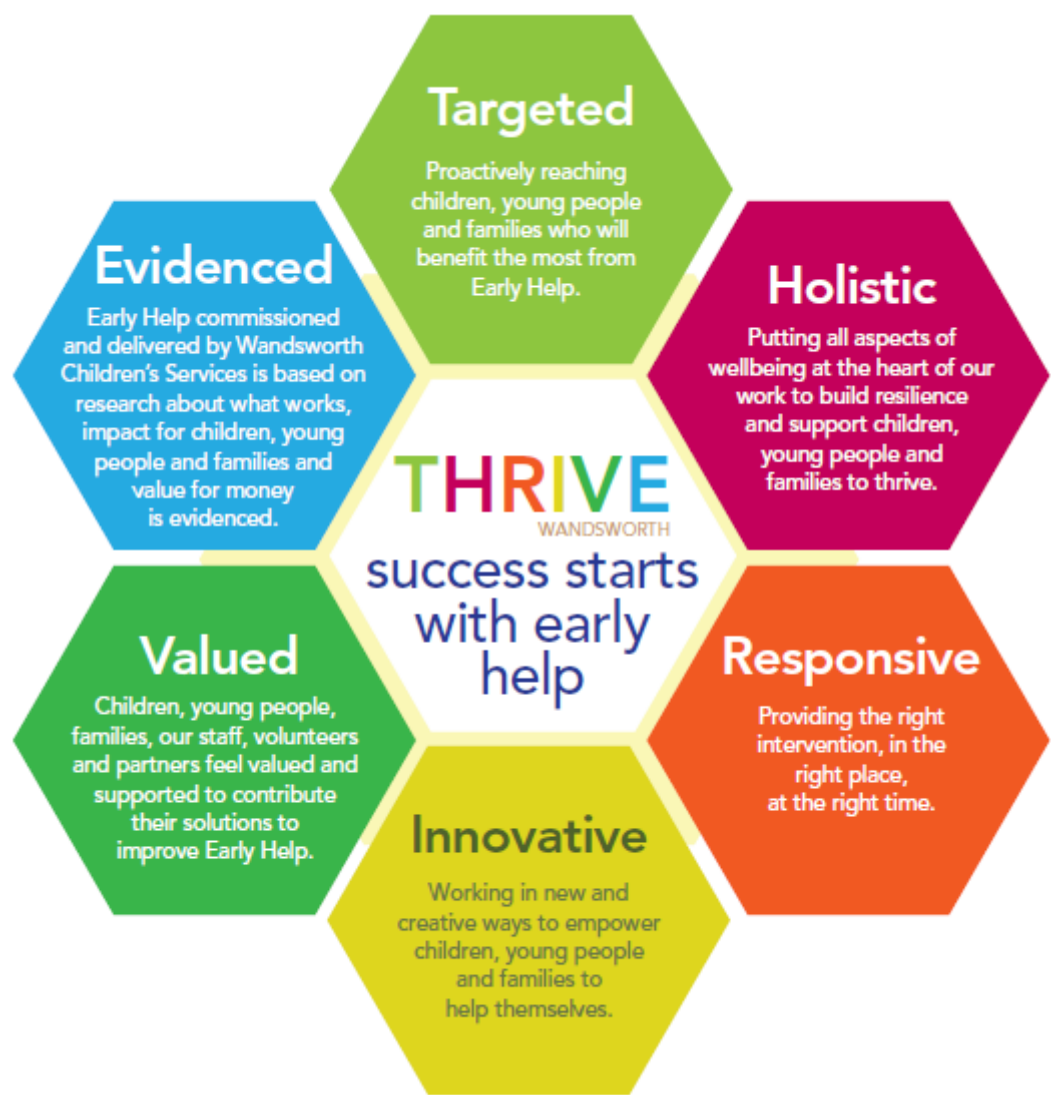 Targeted
Proactively reaching
children, young people
and families who will
benefit the most from
Early Help.
Holistic
Putting all aspects of
wellbeing at the heart of our
work to build resilience
and support children,
young people and
families to thrive.
Responsive
Providing the right
intervention, in the
right place,
at the right time.
Innovative
Working in new and
creative ways to empower
children, young people
and families to
help themselves.
Valued
Children, young people,
families, our staff, volunteers
and partners feel valued and
supported to contribute
their solutions to
improve Early Help.
Evidenced
Early Help commissioned
and delivered by Wandsworth
Children’s Services is based on
research about what works,
impact for children, young
people and families and
value for money
is evidenced.
THRIVE
WANDSWORTH
success starts
with early
help